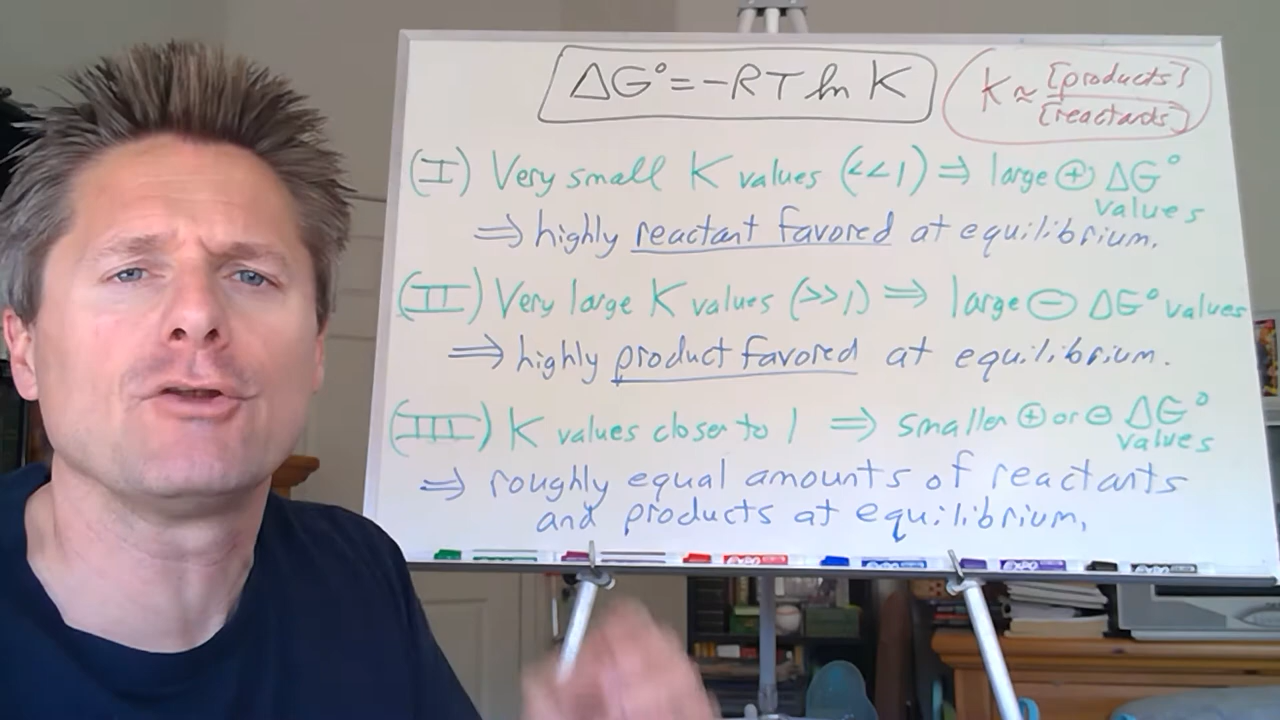 ΔG° = -RT ln K
K ≈ [products]
[reactants]
(I) Very small K values (<<1) ⇒ large ⊕ ΔG°
values
⇒ highly reactant favored at equilibrium.
(II) Very large K values (>>1) ⇒ large ⊖ ΔG° values
⇒ highly product favored at equilibrium.
(III) K values closer to 1 ⇒ smaller ⊕ or ⊖ ΔG°
values
⇒ roughly equal amounts of reactants
and products at equilibrium.
EXPO
EXPO